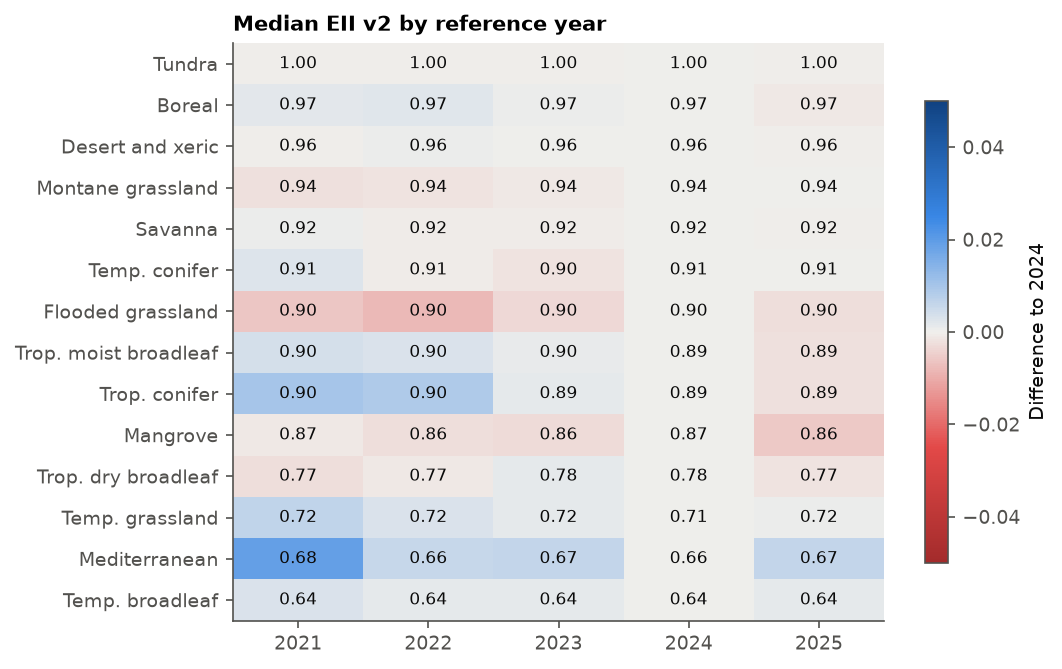 Median EII v2 by reference year
Tundra 1.00 1.00 1.00 1.00 1.00
Boreal 0.97 0.97 0.97 0.97 0.97
Desert and xeric 0.96 0.96 0.96 0.96 0.96
Montane grassland 0.94 0.94 0.94 0.94 0.94
Savanna 0.92 0.92 0.92 0.92 0.92
Temp. conifer 0.91 0.91 0.90 0.91 0.91
Flooded grassland 0.90 0.90 0.90 0.90 0.90
Trop. moist broadleaf 0.90 0.90 0.90 0.89 0.89
Trop. conifer 0.90 0.90 0.89 0.89 0.89
Mangrove 0.87 0.86 0.86 0.87 0.86
Trop. dry broadleaf 0.77 0.77 0.78 0.78 0.77
Temp. grassland 0.72 0.72 0.72 0.71 0.72
Mediterranean 0.68 0.66 0.67 0.66 0.67
Temp. broadleaf 0.64 0.64 0.64 0.64 0.64
2021 2022 2023 2024 2025
0.04
0.02
0.00
−0.02
−0.04
Difference to 2024